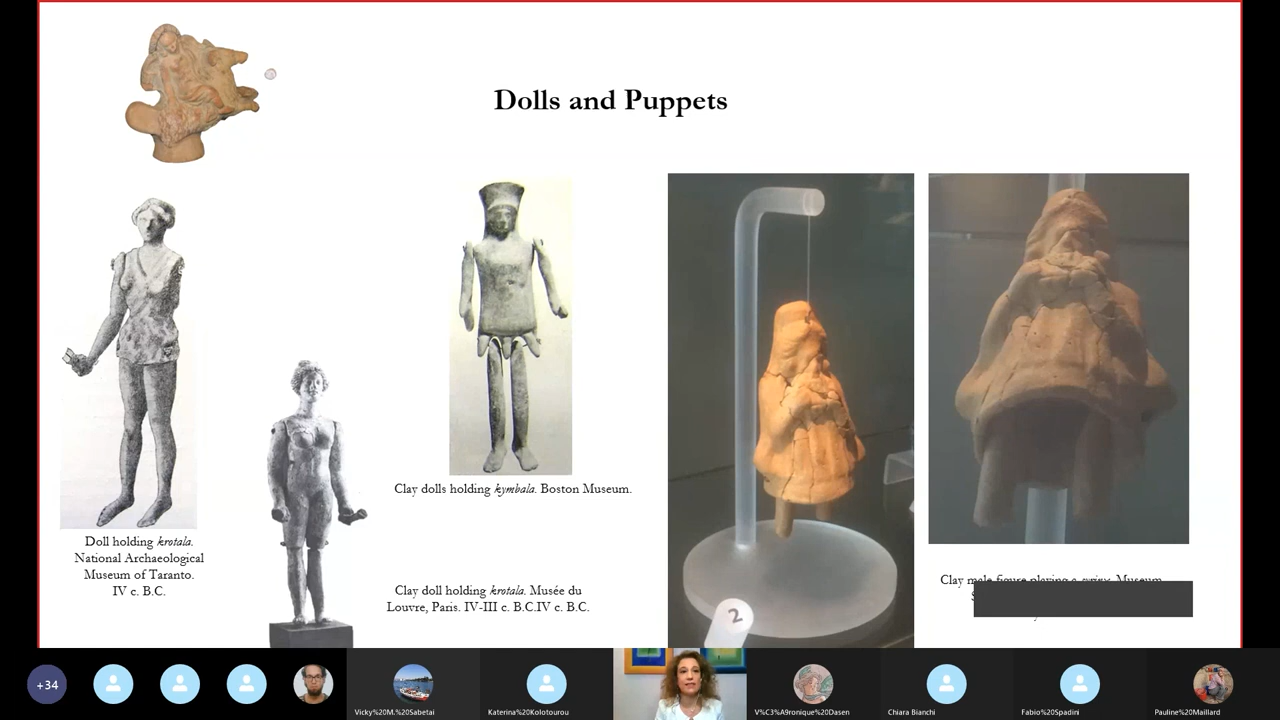 Dolls and Puppets
Clay dolls holding kymbala. Boston Museum.
Doll holding krotala.
National Archaeological
Museum of Taranto.
IV c. B.C.
Clay doll holding krotala. Musée du
Louvre, Paris. IV-III c. B.C.IV c. B.C.
2
Clay male figure playing a syrinx. Museum
+34
Vicky%20M.%20Sabetai
Katerina%20Kolotourou
V%C3%A9ronique%20Dasen
Chiara Bianchi
Fabio%20Spadini
Pauline%20Maillard